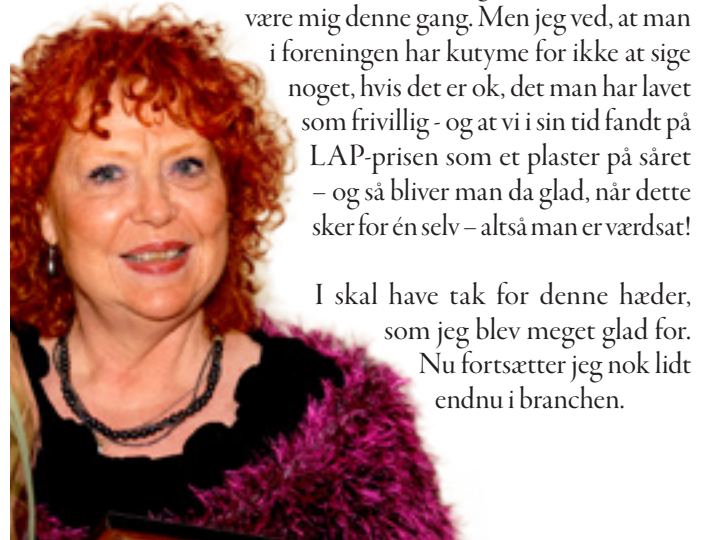 være mig denne gang. Men jeg ved, at man
i foreningen har kutyme for ikke at sige
noget, hvis det er ok, det man har lavet
som frivillig - og at vi i sin tid fandt på
LAP-prisen som et plaster på såret
– og så bliver man da glad, når dette
sker for én selv – altså man er værdsat!
I skal have tak for denne hæder,
som jeg blev meget glad for.
Nu fortsætter jeg nok lidt
endnu i branchen.